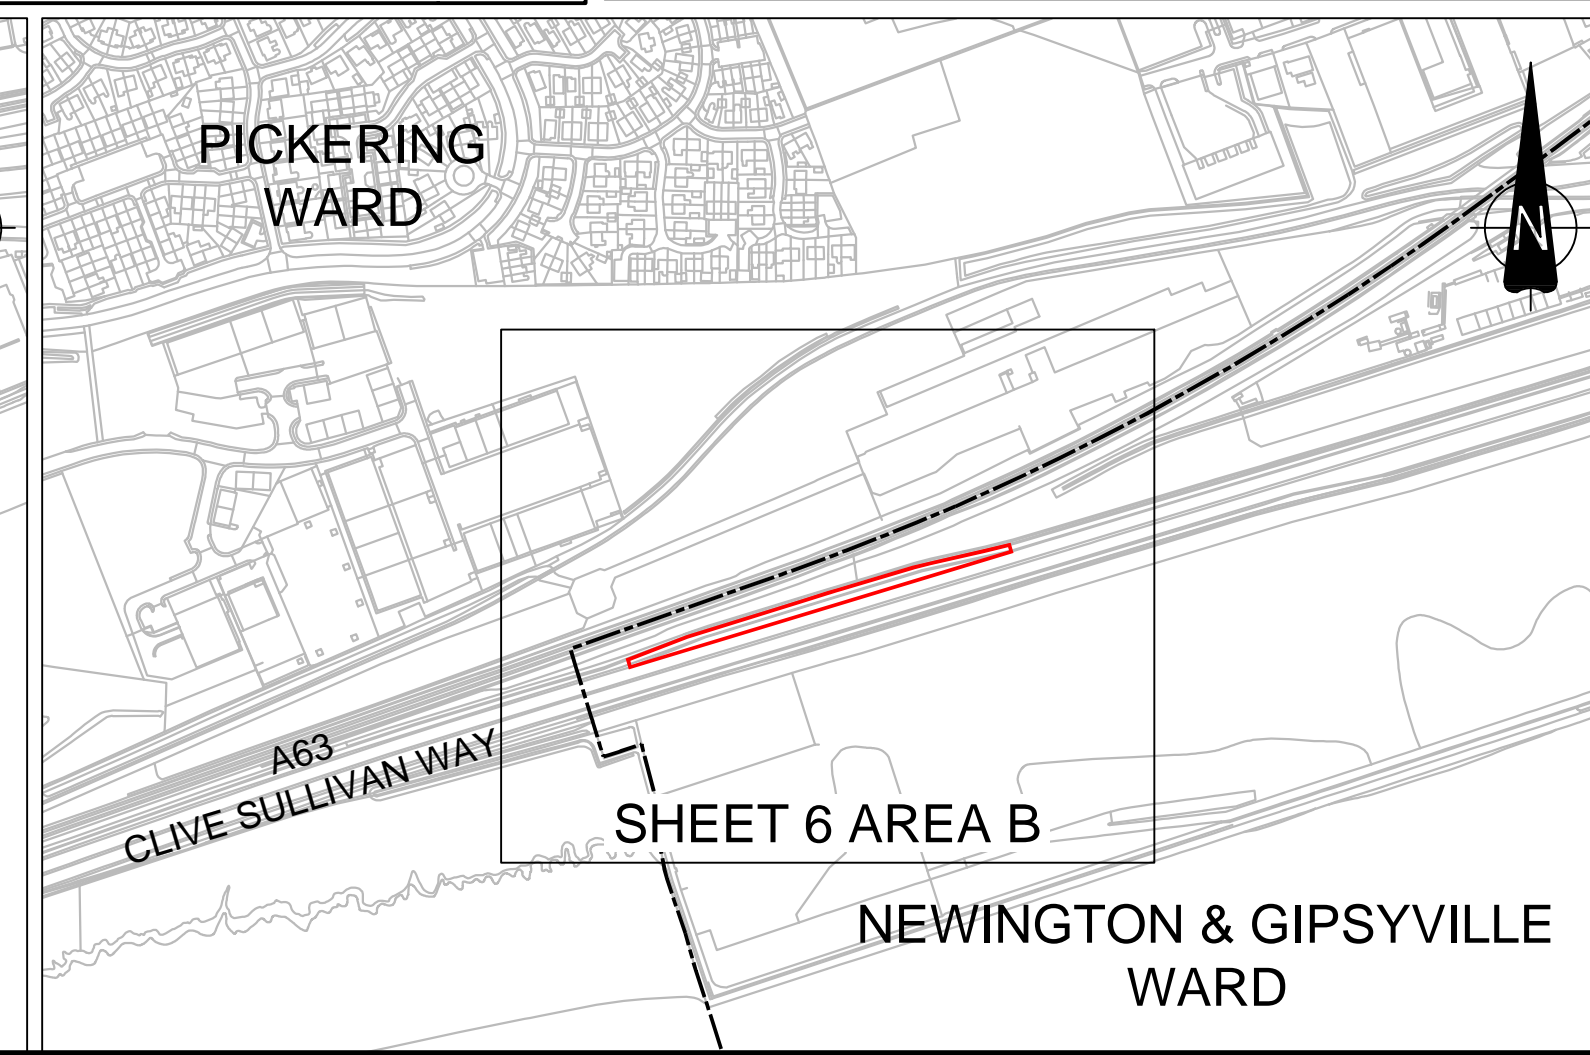 PICKERING
WARD
N
A63
CLIVE SULLIVAN WAY
SHEET 6 AREA B
NEWINGTON & GIPSYVILLE
WARD